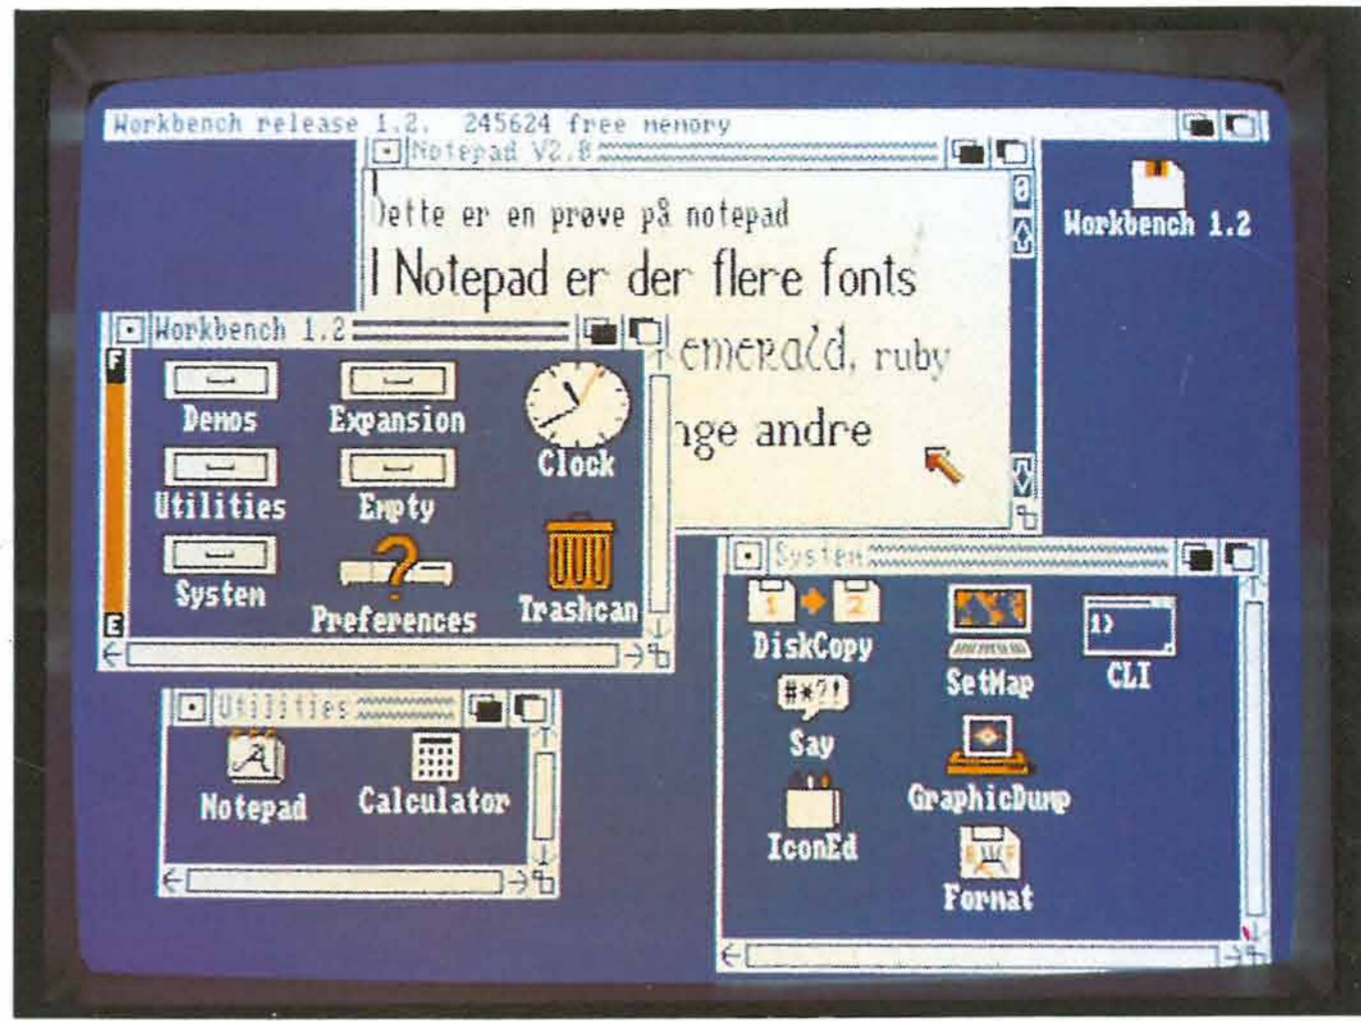 Workbench release 1.2. 245624 free memory
Notepad V2.0
Dette er en prøve på notepad
I Notepad er der flere fonts
emerald, ruby
nge andre
Workbench 1.2
Workbench 1.2
F
E
Demos
Expansion
Clock
Utilities
Empty
System
Preferences
Trashcan
Utilities
Notepad
Calculator
System
1 2
DiskCopy
SetMap
1>
CLI
#*?!
Say
GraphicDump
IconEd
Format